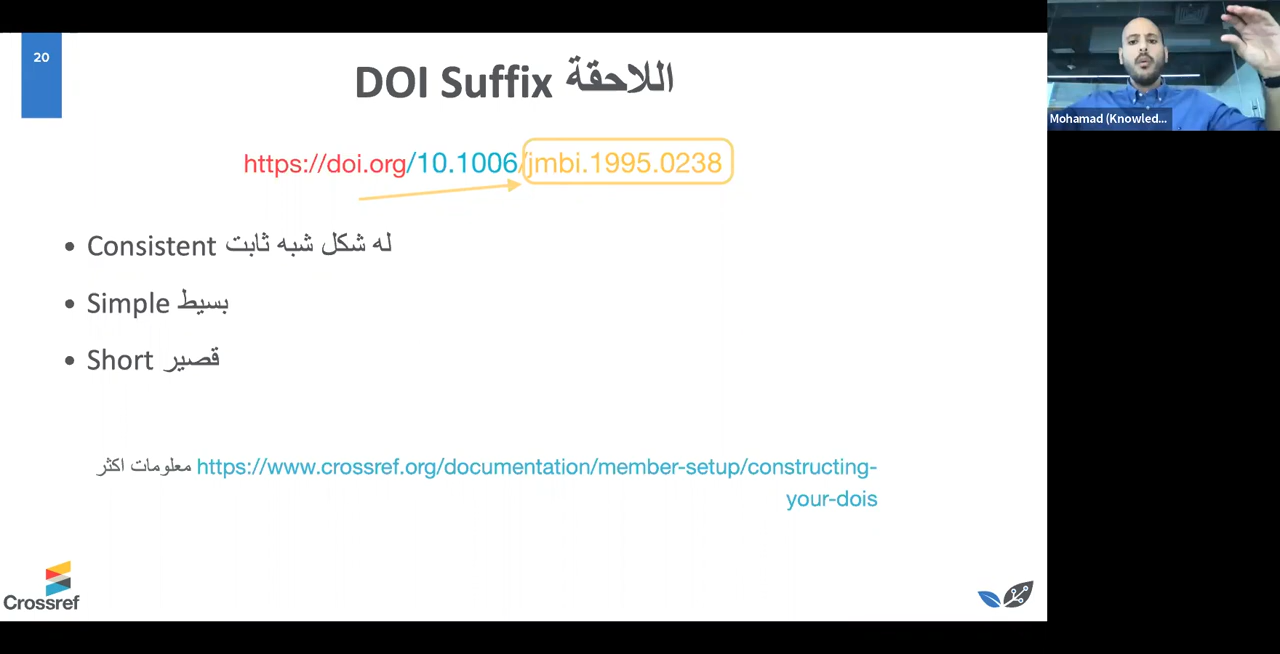 20
DOI Suffix اللاحقة
https://doi.org/10.1006/jmbi.1995.0238
• Consistent له شكل شبه ثابت
• Simple بسيط
• Short قصير
معلومات اكثر https://www.crossref.org/documentation/member-setup/constructing-
your-dois
Crossref
Mohamad (Knowled...